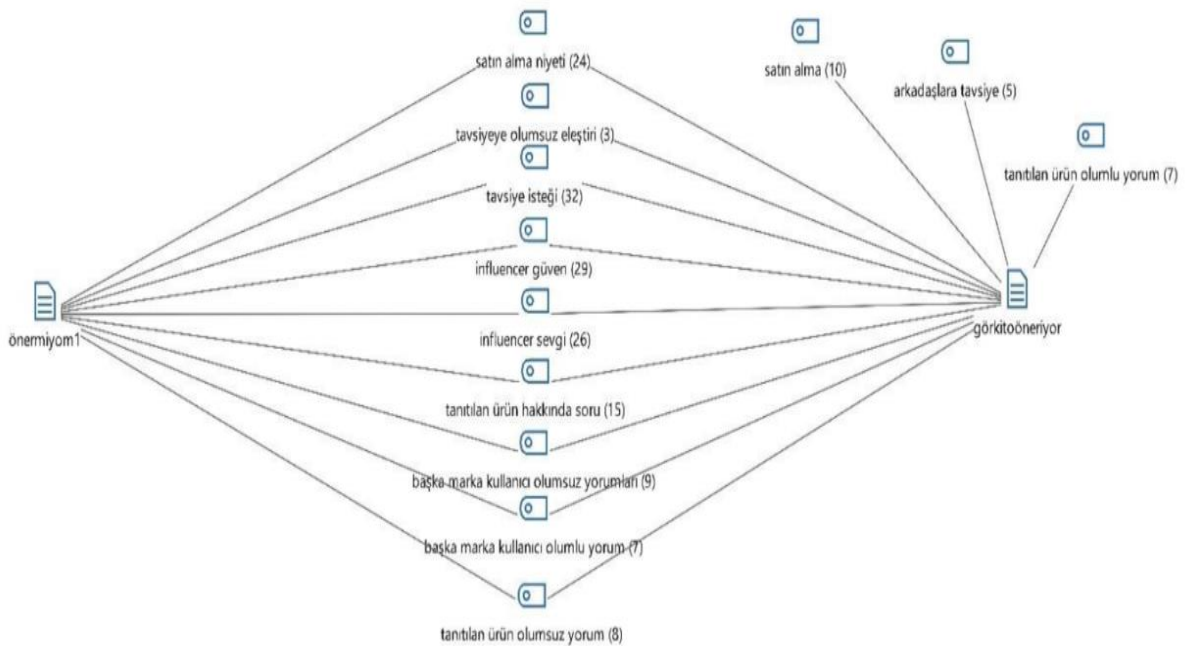 satın alma niyeti (24)
satın alma (10)
arkadaşlara tavsiye (5)
tavsiyeye olumsuz eleştiri (3)
tanıtılan ürün olumlu yorum (7)
tavsiye isteği (32)
influencer güven (29)
önermiyom1
influencer sevgi (26)
görkitoöneriyor
tanıtılan ürün hakkında soru (15)
başka marka kullanıcı olumsuz yorumları (9)
başka marka kullanıcı olumlu yorum (7)
tanıtılan ürün olumsuz yorum (8)